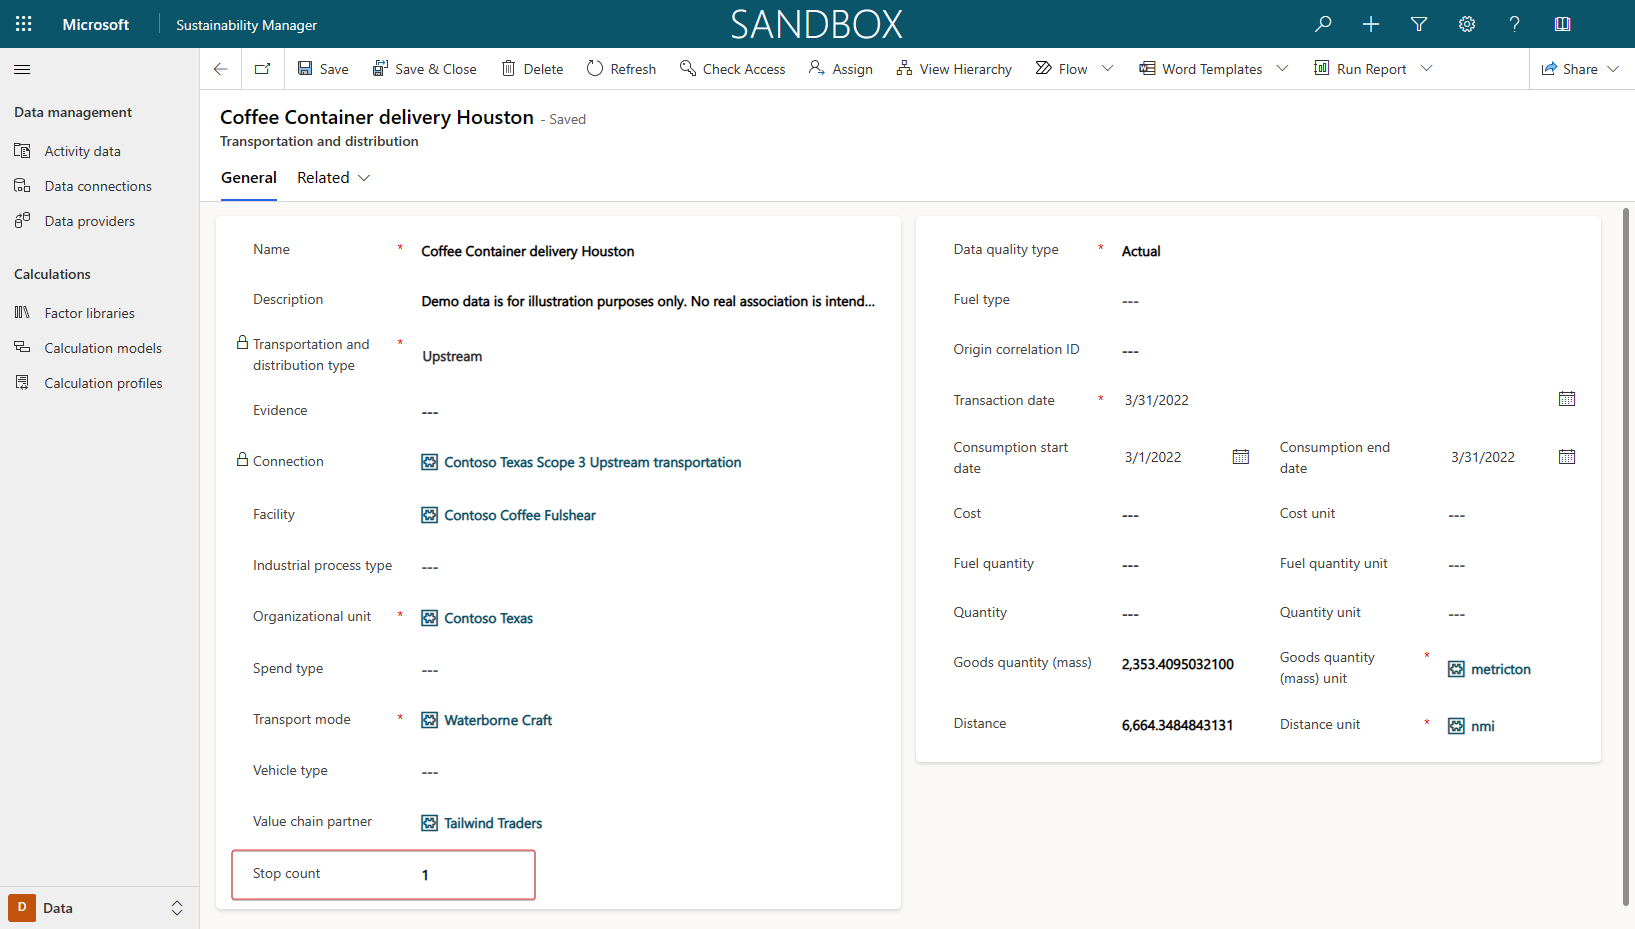 Microsoft Sustainability Manager SANDBOX
Save Save & Close Delete Refresh Check Access Assign View Hierarchy Flow Word Templates Run Report Share
Data management
Activity data
Data connections
Data providers
Calculations
Factor libraries
Calculation models
Calculation profiles
D Data
Coffee Container delivery Houston - Saved
Transportation and distribution
General Related
Name * Coffee Container delivery Houston
Description Demo data is for illustration purposes only. No real association is intend...
Transportation and
distribution type * Upstream
Evidence ---
Connection Contoso Texas Scope 3 Upstream transportation
Facility Contoso Coffee Fulshear
Industrial process type ---
Organizational unit * Contoso Texas
Spend type ---
Transport mode * Waterborne Craft
Vehicle type ---
Value chain partner Tailwind Traders
Stop count 1
Data quality type * Actual
Fuel type ---
Origin correlation ID ---
Transaction date * 3/31/2022
Consumption start
date 3/1/2022
Consumption end
date 3/31/2022
Cost --- Cost unit ---
Fuel quantity --- Fuel quantity unit ---
Quantity --- Quantity unit ---
Goods quantity (mass) 2,353.4095032100
Goods quantity
(mass) unit * metricton
Distance 6,664.3484843131 Distance unit * nmi